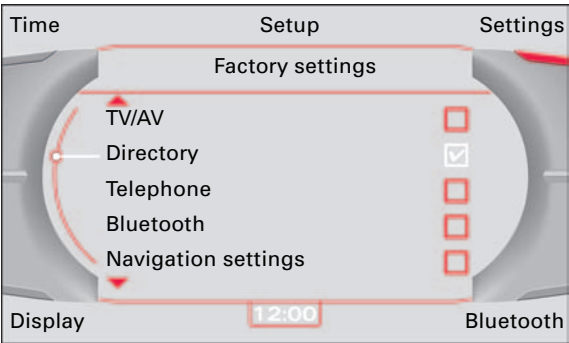 Time Setup Settings
Factory settings
TV/AV
Directory
Telephone
Bluetooth
Navigation settings
12:00
Display Bluetooth